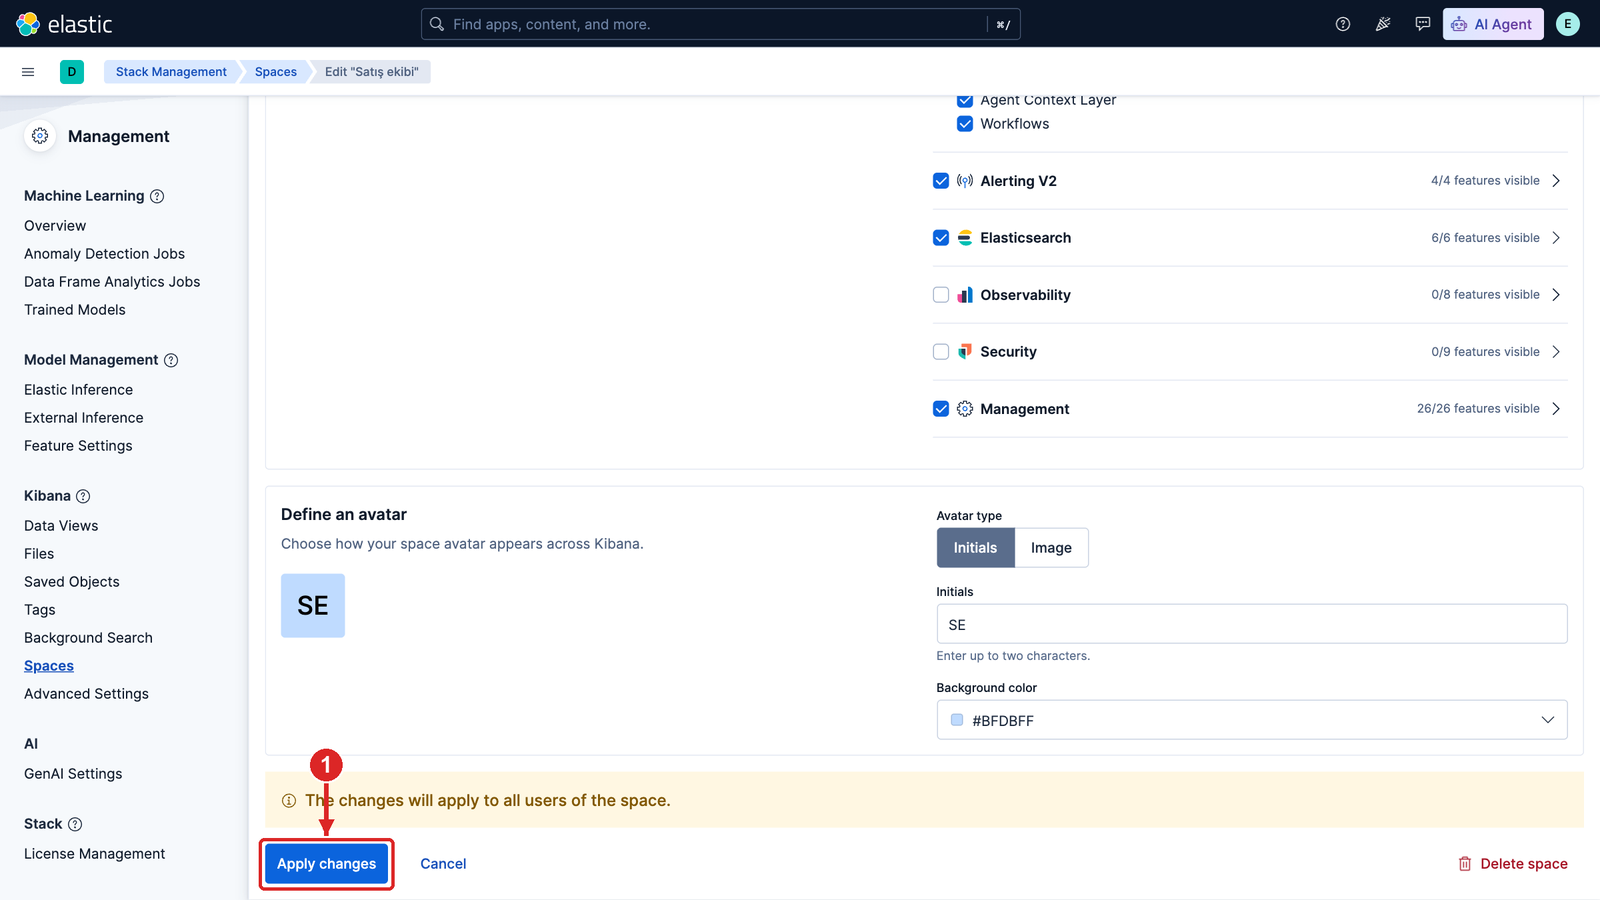 elastic
Find apps, content, and more.
⌘/
AI Agent
E
D
Stack Management
Spaces
Edit "Satış ekibi"
Management
Machine Learning
Overview
Anomaly Detection Jobs
Data Frame Analytics Jobs
Trained Models
Model Management
Elastic Inference
External Inference
Feature Settings
Kibana
Data Views
Files
Saved Objects
Tags
Background Search
Spaces
Advanced Settings
AI
GenAI Settings
Stack
License Management
Agent Context Layer
Workflows
Alerting V2 4/4 features visible
Elasticsearch 6/6 features visible
Observability 0/8 features visible
Security 0/9 features visible
Management 26/26 features visible
Define an avatar
Choose how your space avatar appears across Kibana.
SE
Avatar type
Initials Image
Initials
SE
Enter up to two characters.
Background color
#BFDBFF
1
The changes will apply to all users of the space.
Apply changes Cancel Delete space